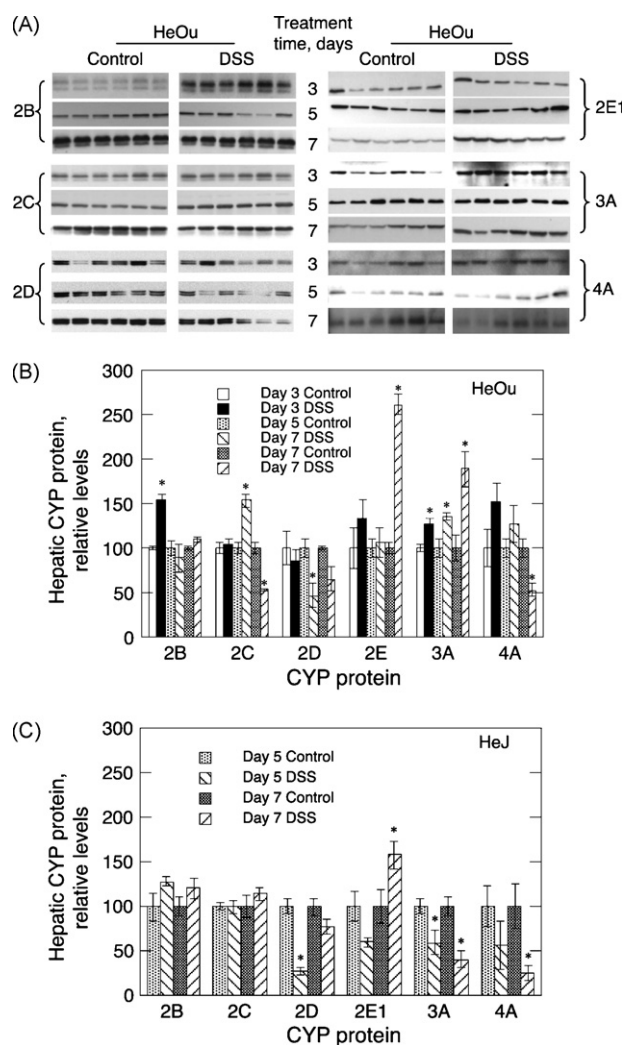 (A)
HeOu
Treatment time, days
HeOu
Control
DSS
Control
DSS
2B
3
5
7
2E1
2C
3
5
7
3A
2D
3
5
7
4A
(B)
300
250
200
150
100
50
0
Hepatic CYP protein, relative levels
Day 3 Control
Day 3 DSS
Day 5 Control
Day 7 DSS
Day 7 Control
Day 7 DSS
HeOu
* * * * * * * * *
2B 2C 2D 2E 3A 4A
CYP protein
(C)
300
250
200
150
100
50
0
Hepatic CYP protein, relative levels
Day 5 Control
Day 5 DSS
Day 7 Control
Day 7 DSS
HeJ
* * * * *
2B 2C 2D 2E1 3A 4A
CYP protein